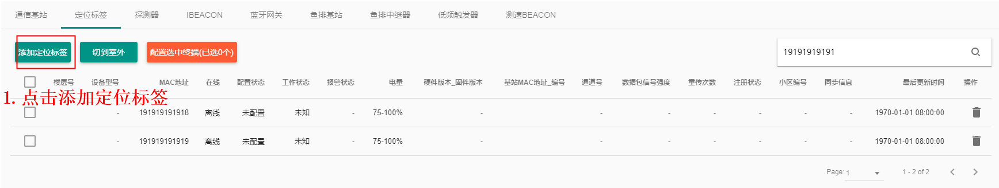 通信基站 定位标签 探测器 IBEACON 蓝牙网关 鱼排基站 鱼排中继器 低频触发器 测速BEACON
添加定位标签 切到室外 配置选中终端(已选0个) 19191919191
楼层号 设备型号 MAC地址 在线 配置状态 工作状态 报警状态 电量 硬件版本_固件版本 基站MAC地址_编号 通道号 数据包信号强度 重传次数 注册状态 小区编号 同步信息 最后更新时间 操作
1. 点击添加定位标签
- 191919191918 离线 未配置 未知 - 75-100% - - - - - - - 1970-01-01 08:00:00
- 191919191919 离线 未配置 未知 - 75-100% - - - - - - - 1970-01-01 08:00:00
Page: 1 1 - 2 of 2